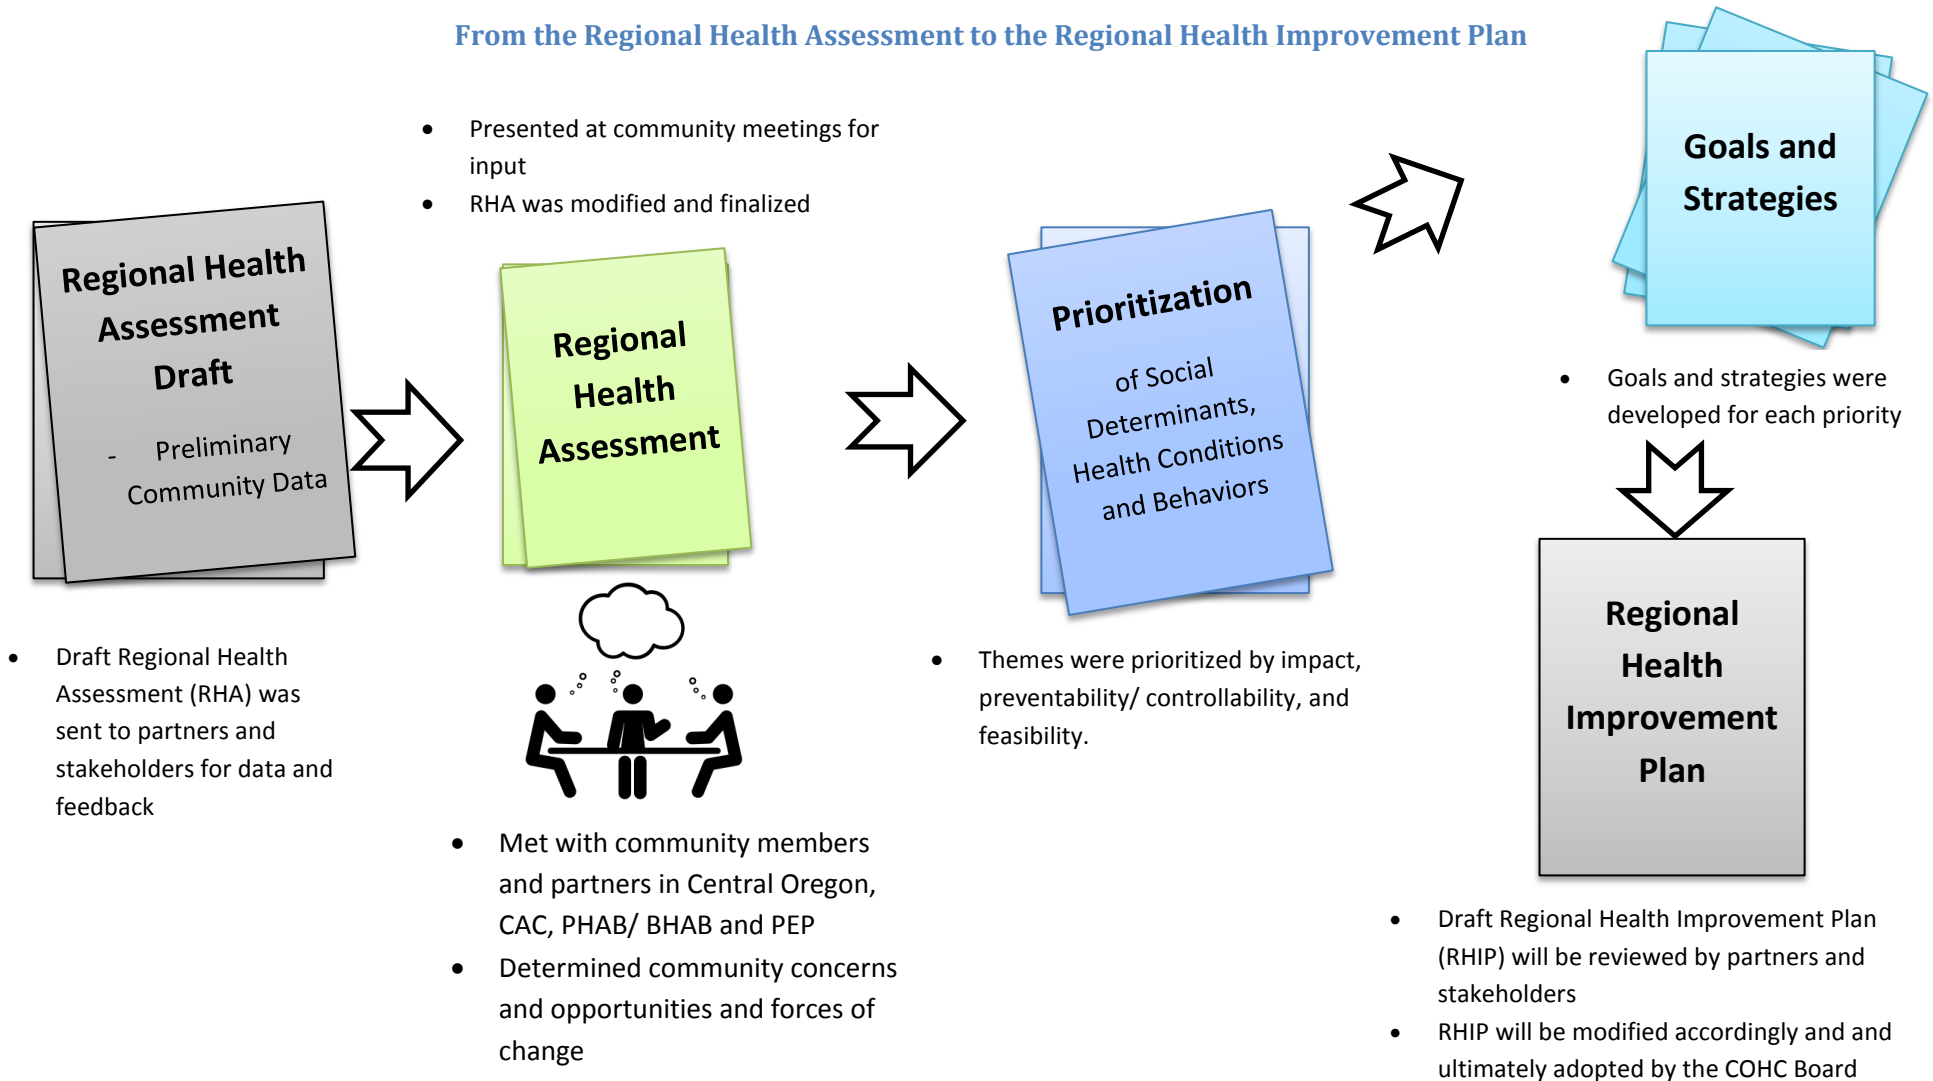 From the Regional Health Assessment to the Regional Health Improvement Plan
Regional Health
Assessment
Draft
- Preliminary
Community Data
• Draft Regional Health
Assessment (RHA) was
sent to partners and
stakeholders for data and
feedback
• Presented at community meetings for
input
• RHA was modified and finalized
Regional
Health
Assessment
• Met with community members
and partners in Central Oregon,
CAC, PHAB/ BHAB and PEP
• Determined community concerns
and opportunities and forces of
change
Prioritization
of Social
Determinants,
Health Conditions
and Behaviors
• Themes were prioritized by impact,
preventability/ controllability, and
feasibility.
Goals and
Strategies
• Goals and strategies were
developed for each priority
Regional
Health
Improvement
Plan
• Draft Regional Health Improvement Plan
(RHIP) will be reviewed by partners and
stakeholders
• RHIP will be modified accordingly and and
ultimately adopted by the COHC Board